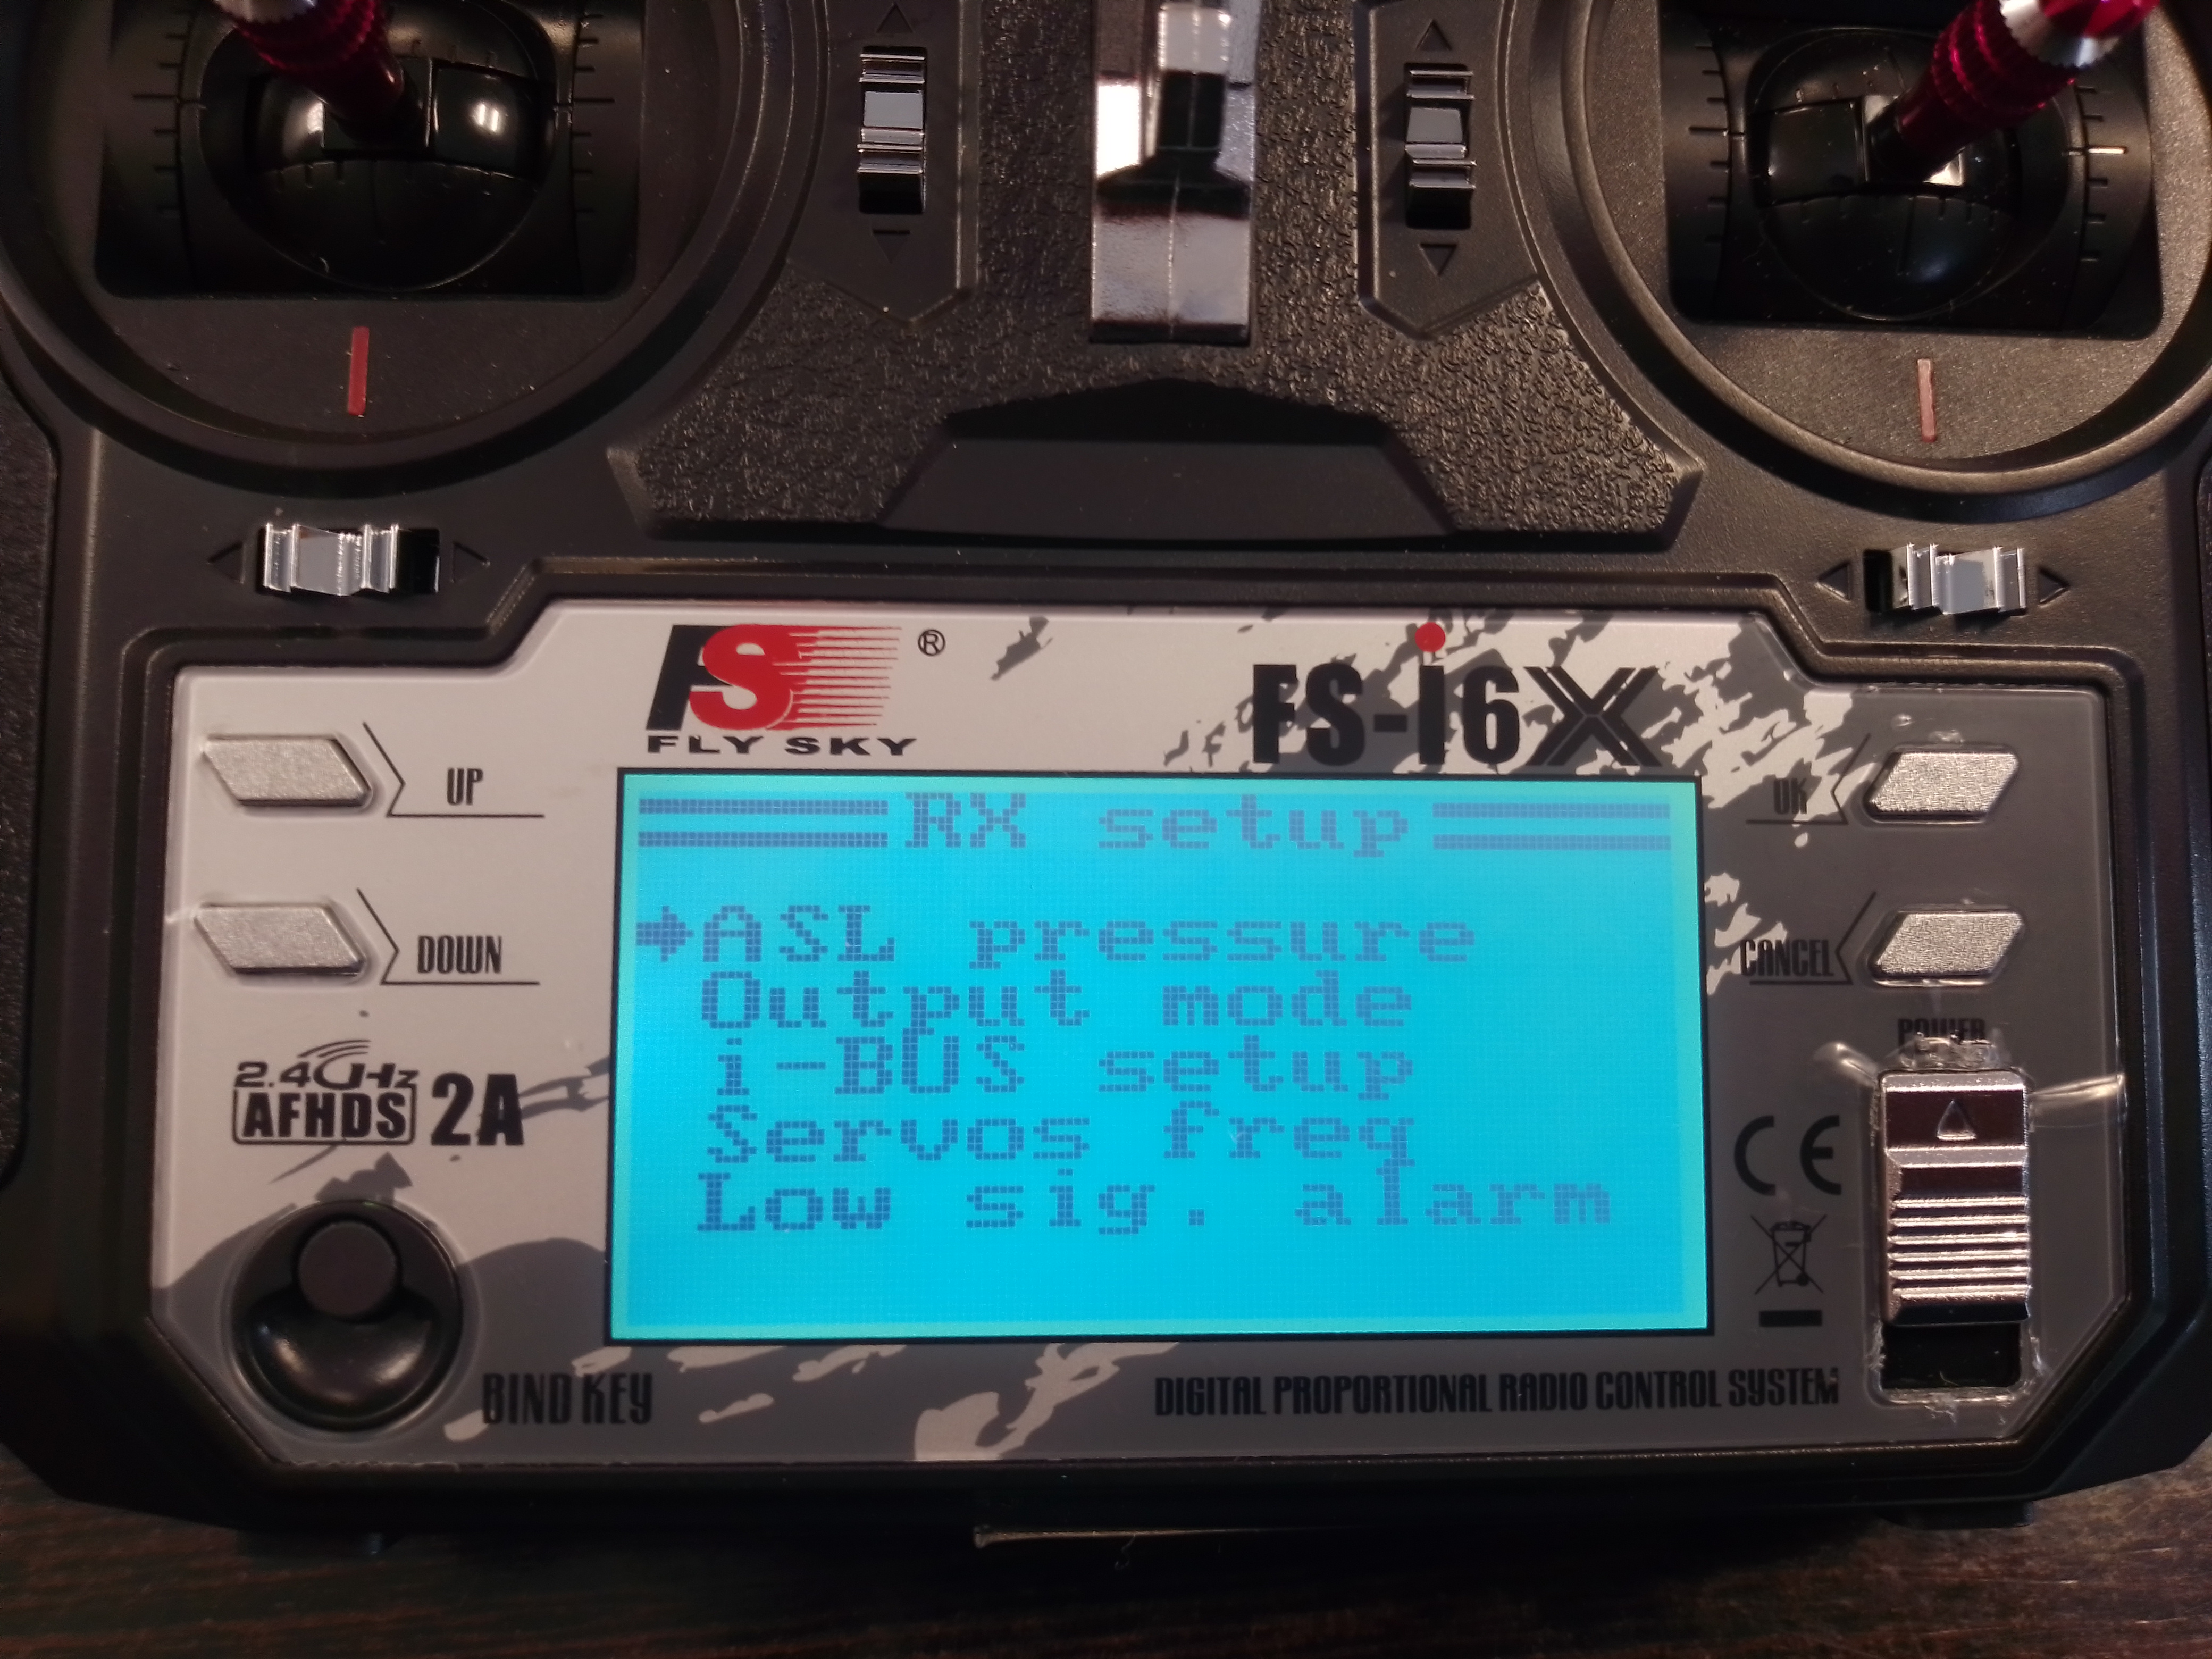 FS ®
FLY SKY
FS-i6X
UP
OK
DOWN
CANCEL
RX setup
ASL pressure
Output mode
i-BUS setup
Servos freq
Low sig. alarm
POWER
2.4GHz
AFHDS 2A
CE
BIND KEY
DIGITAL PROPORTIONAL RADIO CONTROL SYSTEM